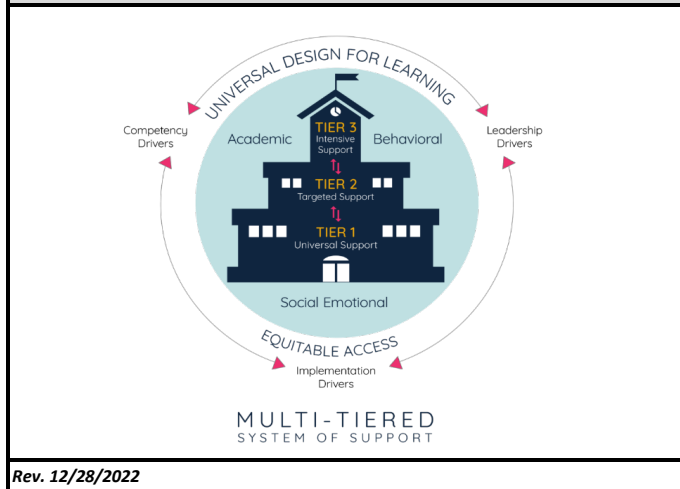 UNIVERSAL DESIGN FOR LEARNING
Competency
Drivers
Academic
TIER 3
Intensive
Support
Behavioral
Leadership
Drivers
TIER 2
Targeted Support
TIER 1
Universal Support
Social Emotional
EQUITABLE ACCESS
Implementation
Drivers
MULTI-TIERED
SYSTEM OF SUPPORT
Rev. 12/28/2022